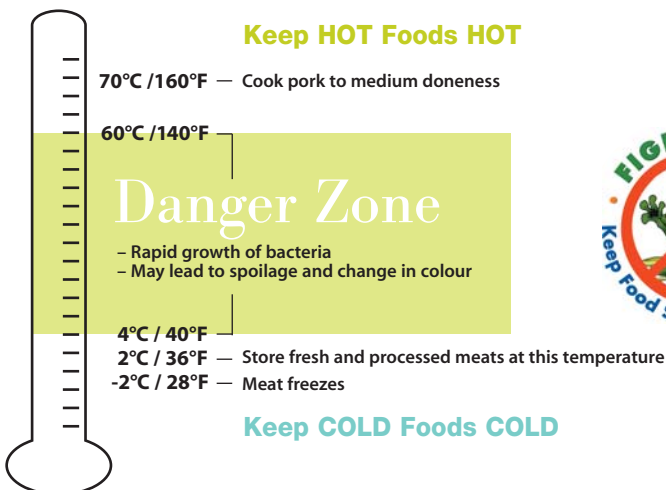 Keep HOT Foods HOT
70°C /160°F — Cook pork to medium doneness
60°C /140°F
Danger Zone
– Rapid growth of bacteria
– May lead to spoilage and change in colour
4°C / 40°F
2°C / 36°F — Store fresh and processed meats at this temperature
-2°C / 28°F — Meat freezes
Keep COLD Foods COLD
Keep Food